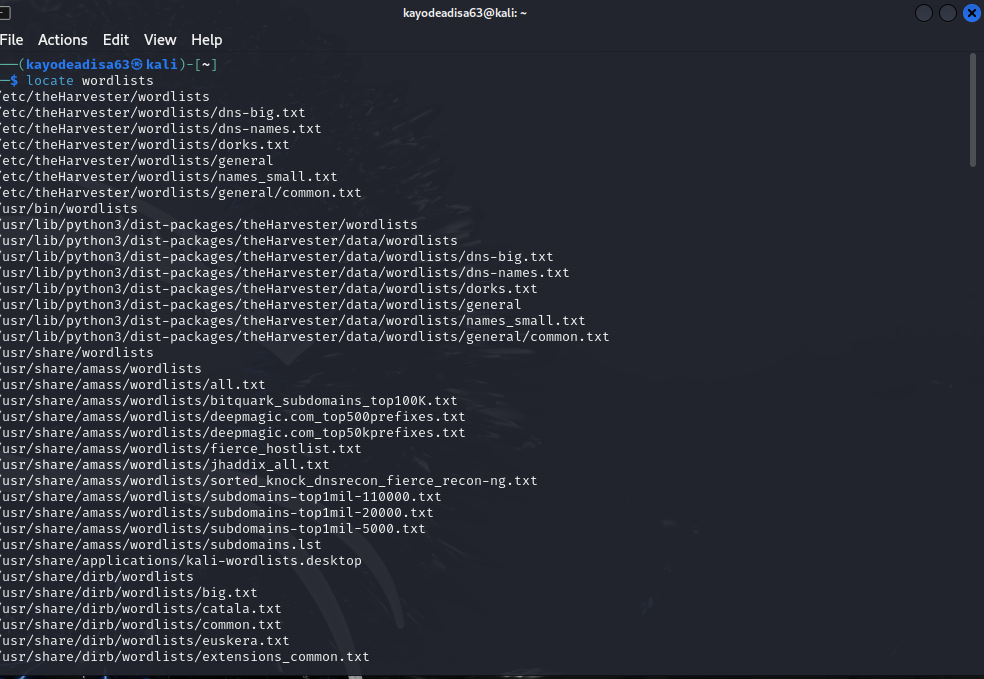 kayodeadisa63@kali: ~
File Actions Edit View Help
(kayodeadisa63㉿kali)-[~]
$ locate wordlists
/etc/theHarvester/wordlists
/etc/theHarvester/wordlists/dns-big.txt
/etc/theHarvester/wordlists/dns-names.txt
/etc/theHarvester/wordlists/dorks.txt
/etc/theHarvester/wordlists/general
/etc/theHarvester/wordlists/names_small.txt
/etc/theHarvester/wordlists/general/common.txt
/usr/bin/wordlists
/usr/lib/python3/dist-packages/theHarvester/wordlists
/usr/lib/python3/dist-packages/theHarvester/data/wordlists
/usr/lib/python3/dist-packages/theHarvester/data/wordlists/dns-big.txt
/usr/lib/python3/dist-packages/theHarvester/data/wordlists/dns-names.txt
/usr/lib/python3/dist-packages/theHarvester/data/wordlists/dorks.txt
/usr/lib/python3/dist-packages/theHarvester/data/wordlists/general
/usr/lib/python3/dist-packages/theHarvester/data/wordlists/names_small.txt
/usr/lib/python3/dist-packages/theHarvester/data/wordlists/general/common.txt
/usr/share/wordlists
/usr/share/amass/wordlists
/usr/share/amass/wordlists/all.txt
/usr/share/amass/wordlists/bitquark_subdomains_top100K.txt
/usr/share/amass/wordlists/deepmagic.com_top500prefixes.txt
/usr/share/amass/wordlists/deepmagic.com_top50kprefixes.txt
/usr/share/amass/wordlists/fierce_hostlist.txt
/usr/share/amass/wordlists/jhaddix_all.txt
/usr/share/amass/wordlists/sorted_knock_dnsrecon_fierce_recon-ng.txt
/usr/share/amass/wordlists/subdomains-top1mil-110000.txt
/usr/share/amass/wordlists/subdomains-top1mil-20000.txt
/usr/share/amass/wordlists/subdomains-top1mil-5000.txt
/usr/share/amass/wordlists/subdomains.lst
/usr/share/applications/kali-wordlists.desktop
/usr/share/dirb/wordlists
/usr/share/dirb/wordlists/big.txt
/usr/share/dirb/wordlists/catala.txt
/usr/share/dirb/wordlists/common.txt
/usr/share/dirb/wordlists/euskera.txt
/usr/share/dirb/wordlists/extensions_common.txt